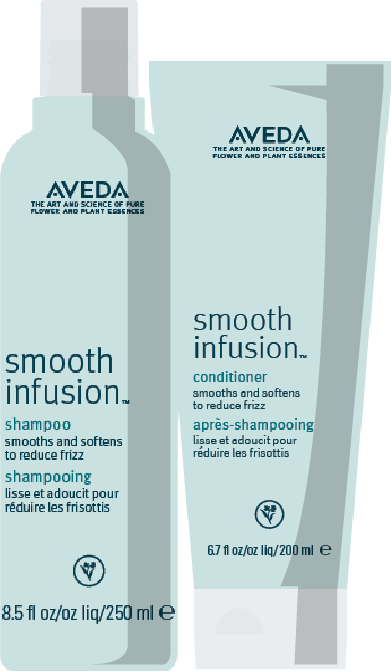 AVEDA
THE ART AND SCIENCE OF PURE
FLOWER AND PLANT ESSENCES
smooth
infusion™
shampoo
smooths and softens
to reduce frizz
shampooing
lisse et adoucit pour
réduire les frisottis
8.5 fl oz/oz liq/250 ml ℮
AVEDA
THE ART AND SCIENCE OF PURE
FLOWER AND PLANT ESSENCES
smooth
infusion™
conditioner
smooths and softens
to reduce frizz
après-shampooing
lisse et adoucit pour
réduire les frisottis
6.7 fl oz/oz liq/200 ml ℮